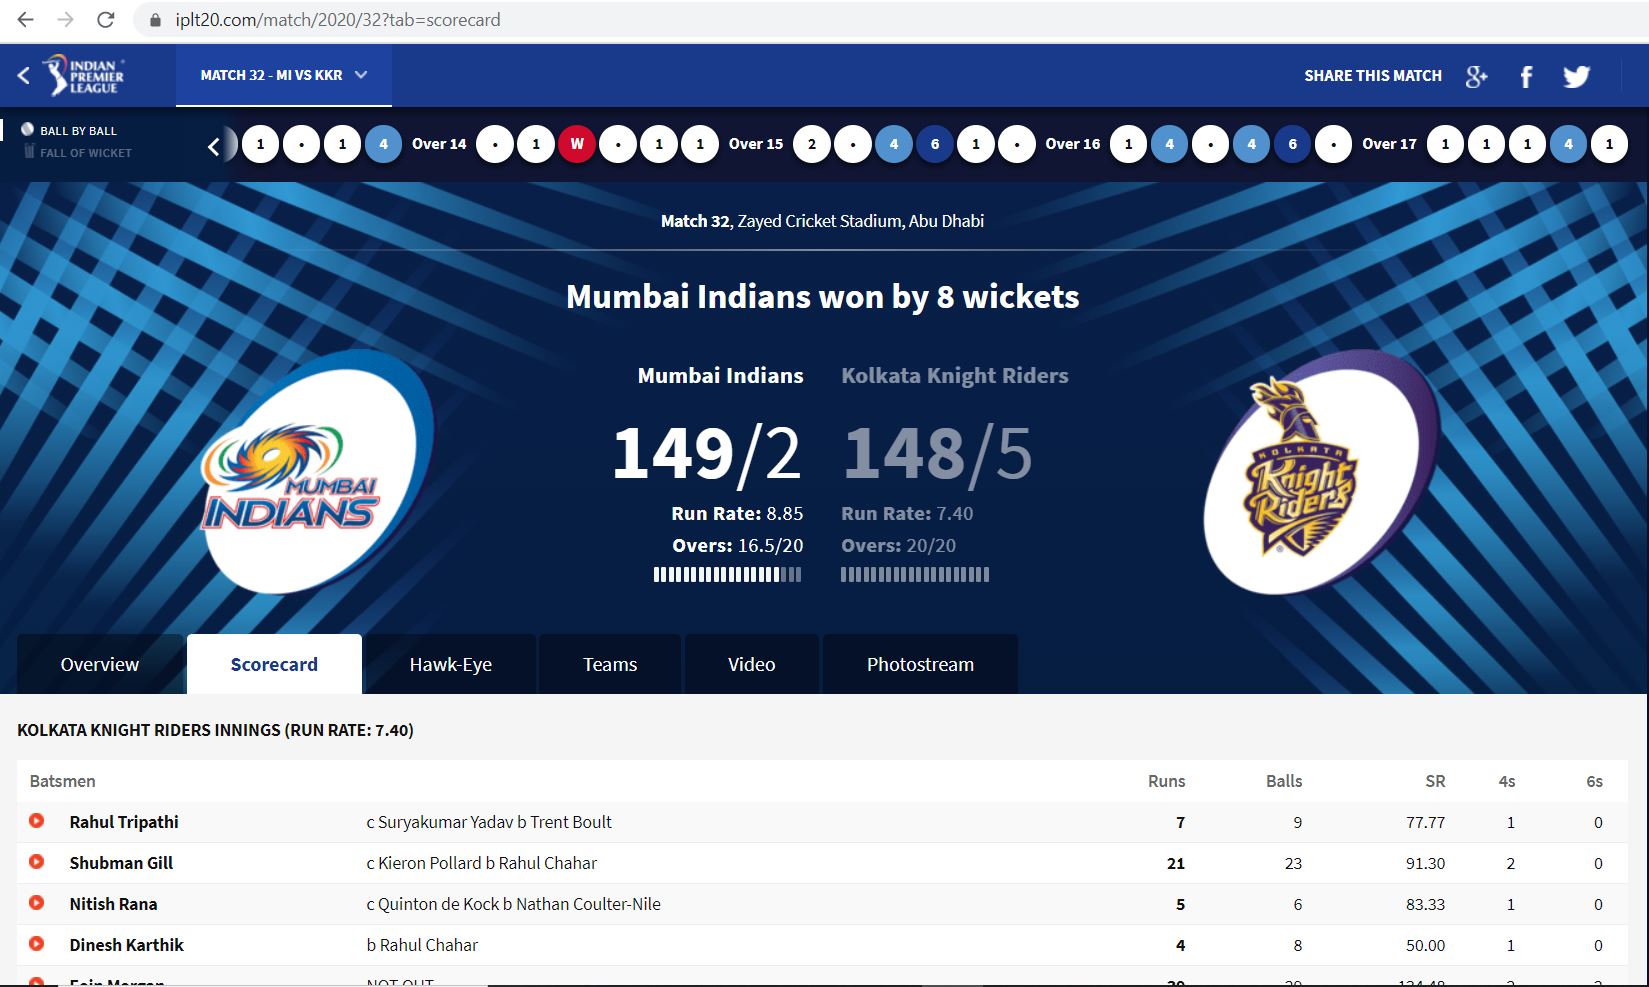 iplt20.com/match/2020/32?tab=scorecard
INDIAN PREMIER LEAGUE
MATCH 32 - MI VS KKR
SHARE THIS MATCH
BALL BY BALL
FALL OF WICKET
1 • 1 4 Over 14 • 1 W • 1 1 Over 15 2 • 4 6 1 • Over 16 1 4 • 4 6 • Over 17 1 1 1 4 1
Match 32, Zayed Cricket Stadium, Abu Dhabi
Mumbai Indians won by 8 wickets
Mumbai Indians Kolkata Knight Riders
149/2 148/5
Run Rate: 8.85 Run Rate: 7.40
Overs: 16.5/20 Overs: 20/20
MUMBAI
INDIANS
KOLKATA
Knight
Riders
Overview Scorecard Hawk-Eye Teams Video Photostream
KOLKATA KNIGHT RIDERS INNINGS (RUN RATE: 7.40)
Batsmen Runs Balls SR 4s 6s
Rahul Tripathi c Suryakumar Yadav b Trent Boult 7 9 77.77 1 0
Shubman Gill c Kieron Pollard b Rahul Chahar 21 23 91.30 2 0
Nitish Rana c Quinton de Kock b Nathan Coulter-Nile 5 6 83.33 1 0
Dinesh Karthik b Rahul Chahar 4 8 50.00 1 0
Eoin Morgan NOT OUT